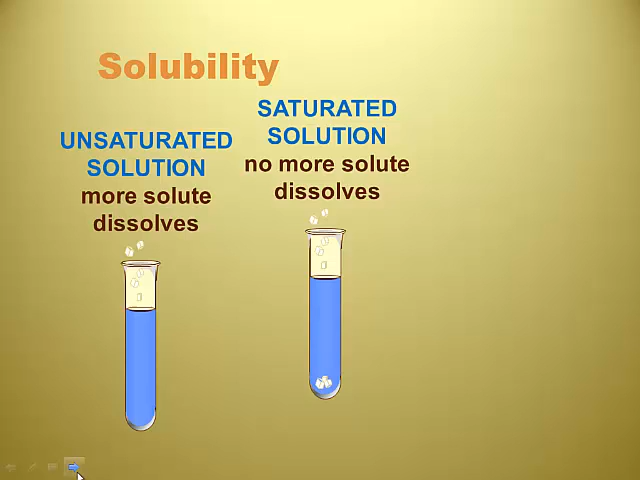 Solubility
UNSATURATED
SOLUTION
more solute
dissolves
SATURATED
SOLUTION
no more solute
dissolves